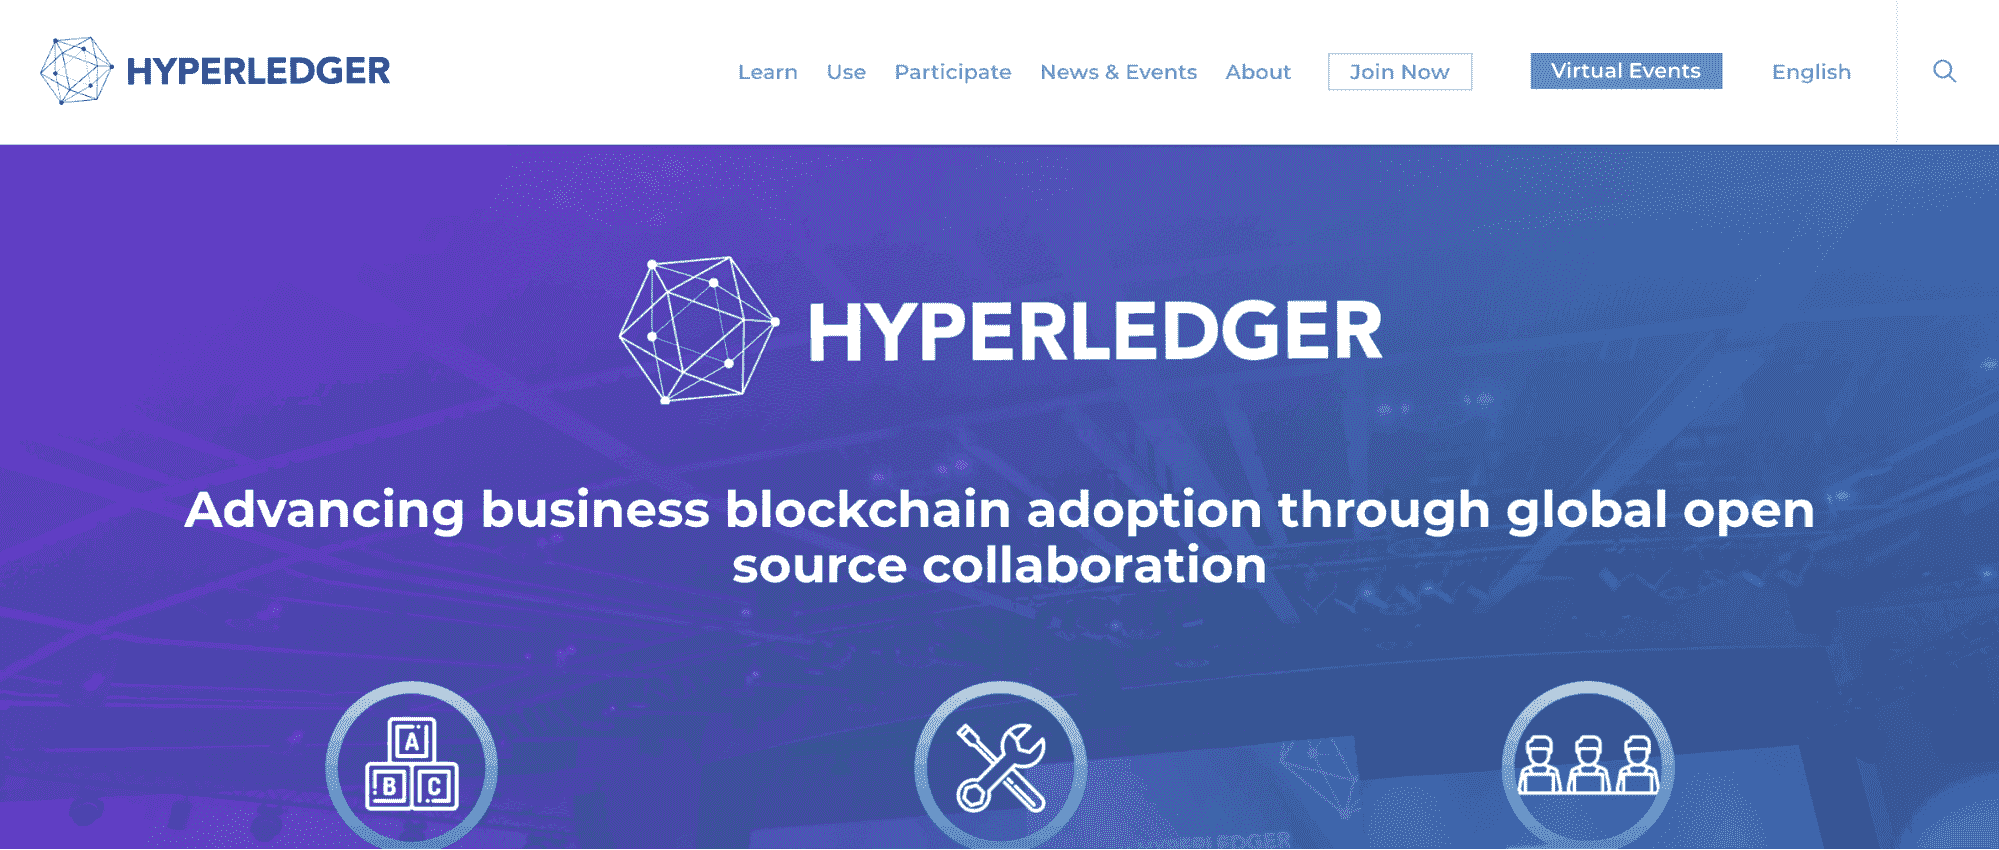 HYPERLEDGER
Learn Use Participate News & Events About Join Now Virtual Events English
HYPERLEDGER
Advancing business blockchain adoption through global open
source collaboration
A
B C
HYPERLEDGER